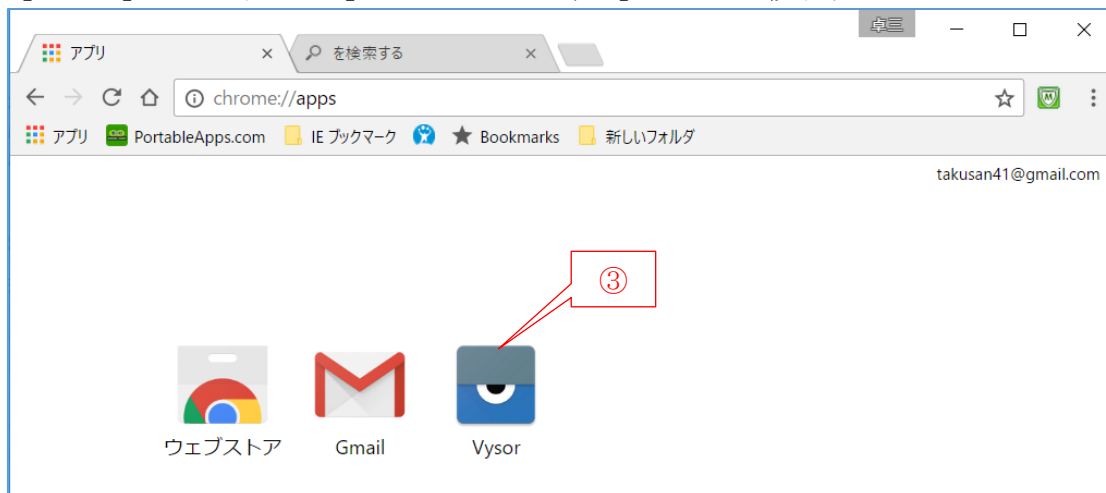 卓三
アプリ
を検索する
chrome://apps
アプリ PortableApps.com IE ブックマーク Bookmarks 新しいフォルダ
takusan41@gmail.com
③
ウェブストア Gmail Vysor